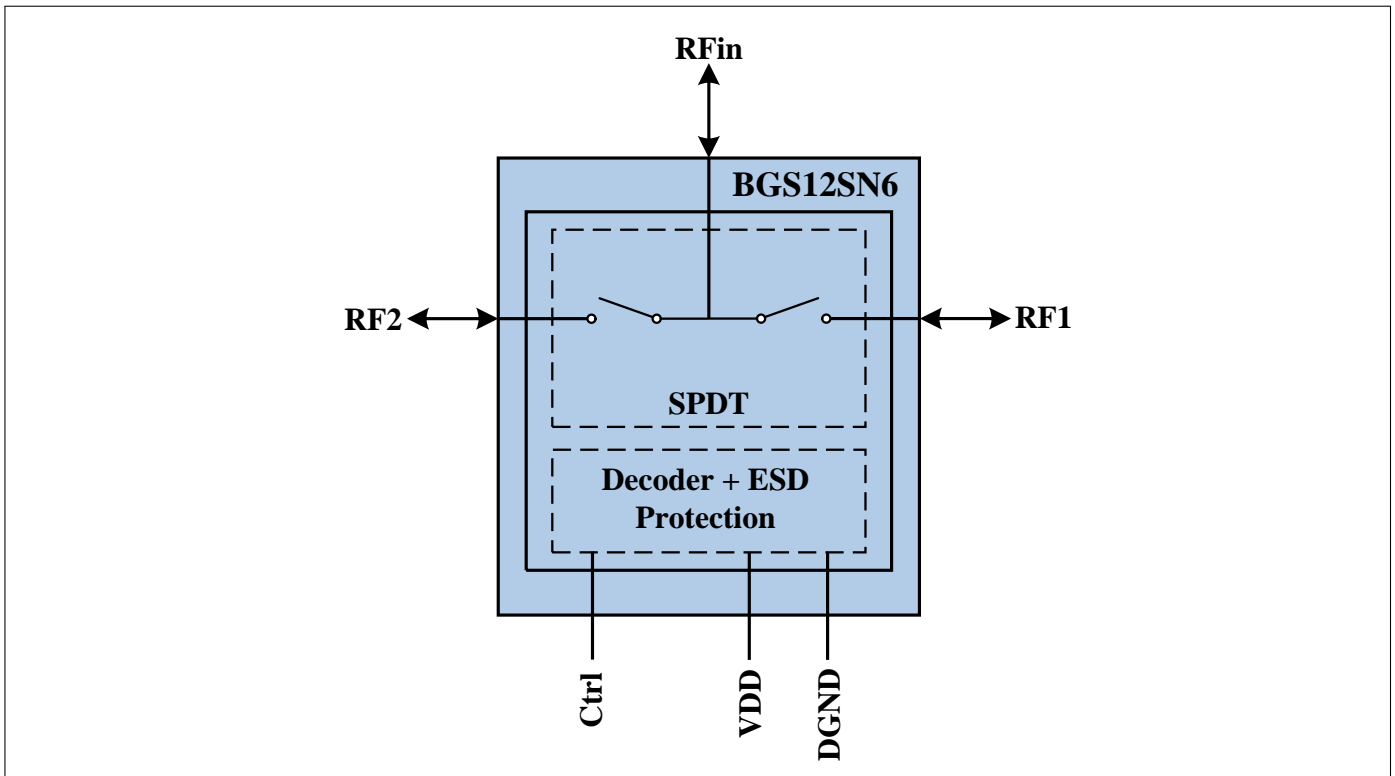 RFin
BGS12SN6
RF2
RF1
SPDT
Decoder + ESD
Protection
Ctrl
VDD
DGND